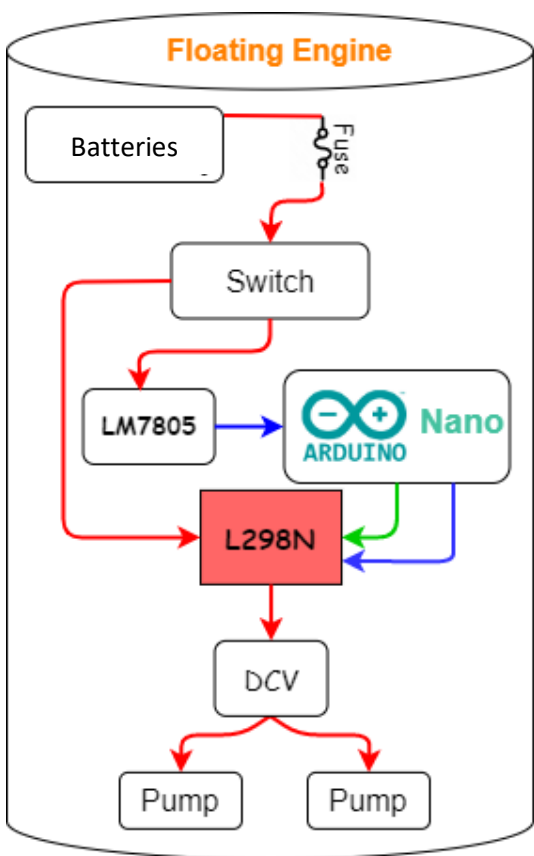 Floating Engine
Batteries
Fuse
Switch
LM7805
ARDUINO
Nano
L298N
DCV
Pump
Pump